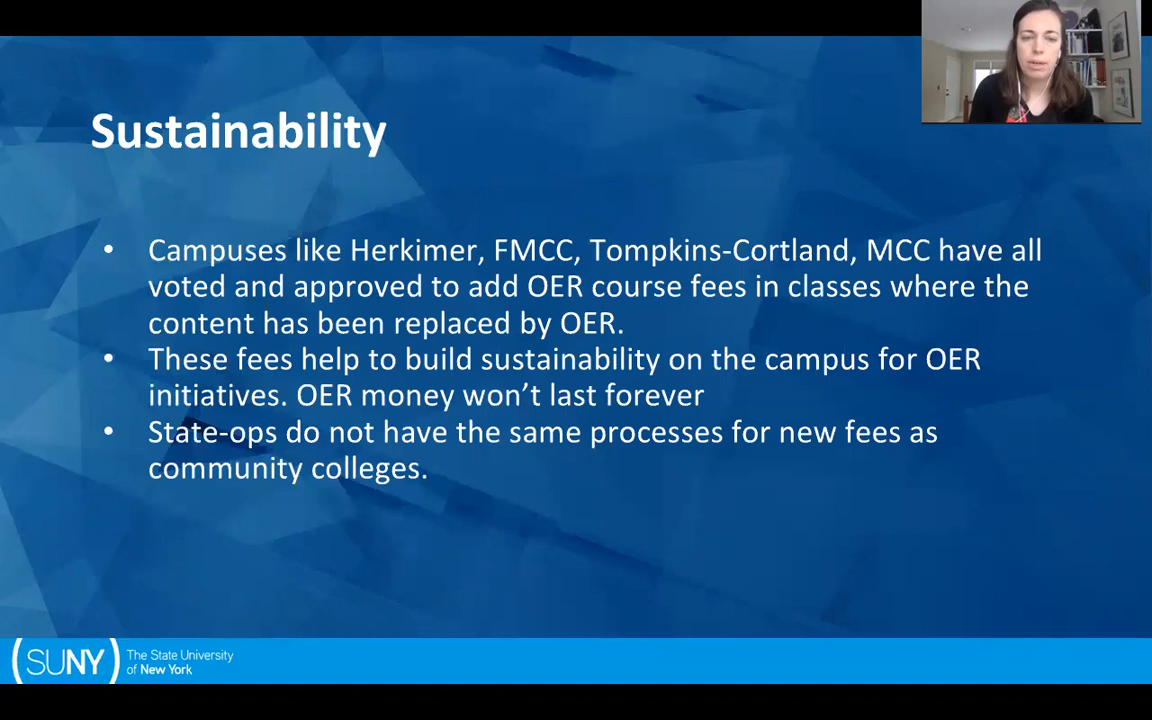 Sustainability
• Campuses like Herkimer, FMCC, Tompkins-Cortland, MCC have all
voted and approved to add OER course fees in classes where the
content has been replaced by OER.
• These fees help to build sustainability on the campus for OER
initiatives. OER money won’t last forever
• State-ops do not have the same processes for new fees as
community colleges.
SUNY
The State University
of New York